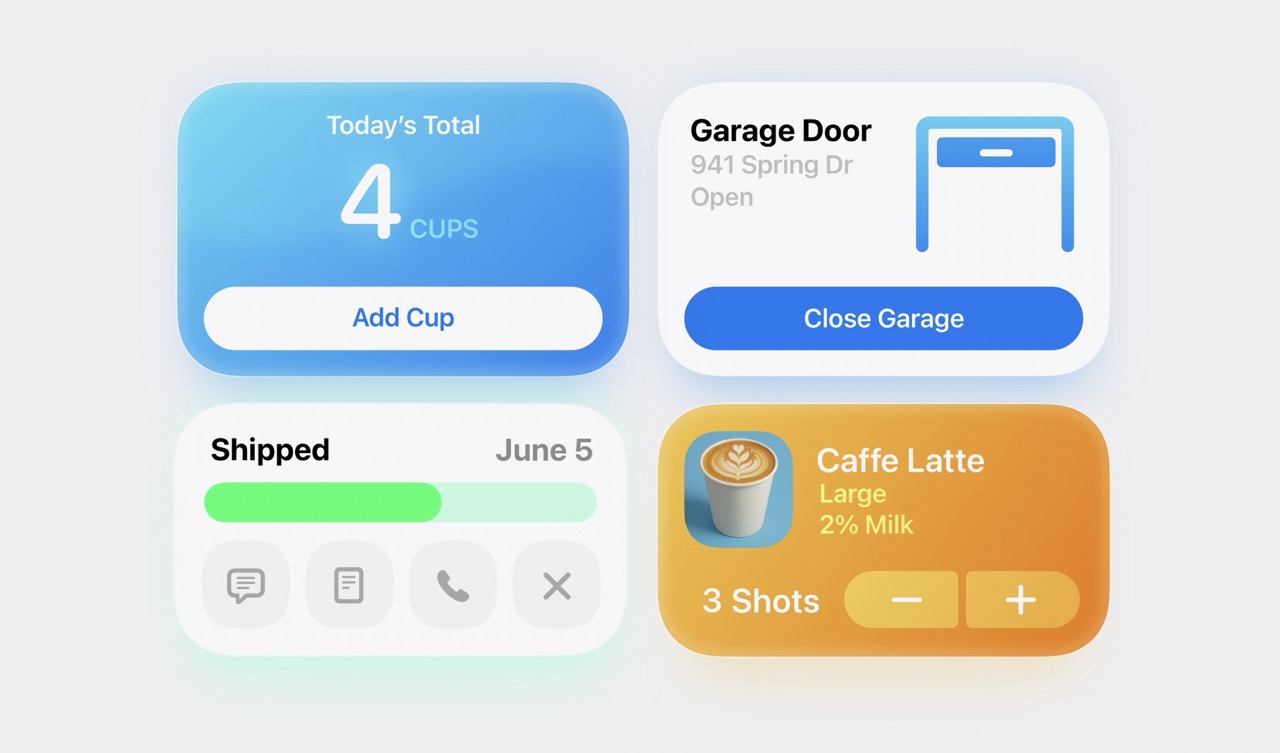 Today’s Total
4 CUPS
Add Cup
Garage Door
941 Spring Dr
Open
Close Garage
Shipped June 5
Caffe Latte
Large
2% Milk
3 Shots